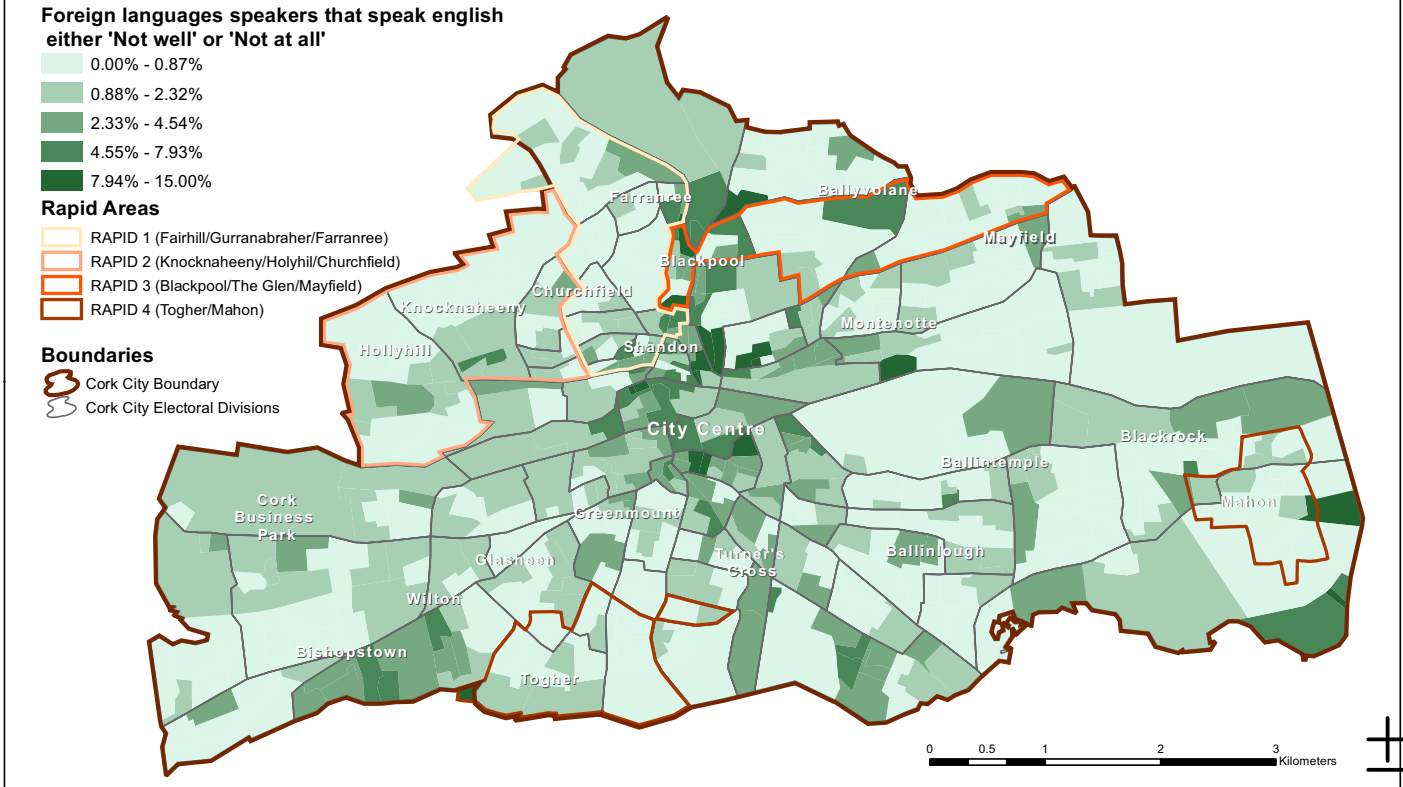 Foreign languages speakers that speak english
either 'Not well' or 'Not at all'
0.00% - 0.87%
0.88% - 2.32%
2.33% - 4.54%
4.55% - 7.93%
7.94% - 15.00%
Rapid Areas
RAPID 1 (Fairhill/Gurranabraher/Farranree)
RAPID 2 (Knocknaheeny/Holyhil/Churchfield)
RAPID 3 (Blackpool/The Glen/Mayfield)
RAPID 4 (Togher/Mahon)
Boundaries
Cork City Boundary
Cork City Electoral Divisions
Ballyvolane
Farranree
Mayfield
Blackpool
Churchfield
Knocknaheeny
Montenotte
Shandon
Hollyhill
City Centre
Blackrock
Ballintemple
Cork
Business
Park
Mahon
Greenmount
Ballinlough
Turner's
Cross
Glasheen
Wilton
Bishopstown
Togher
0 0.5 1 2 3
Kilometers